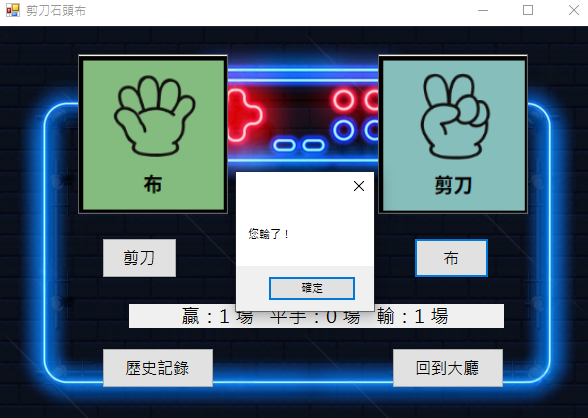 剪刀石頭布
布
剪刀
您輸了！
剪刀
布
確定
贏：1 場 平手：0 場 輸：1 場
歷史記錄
回到大廳